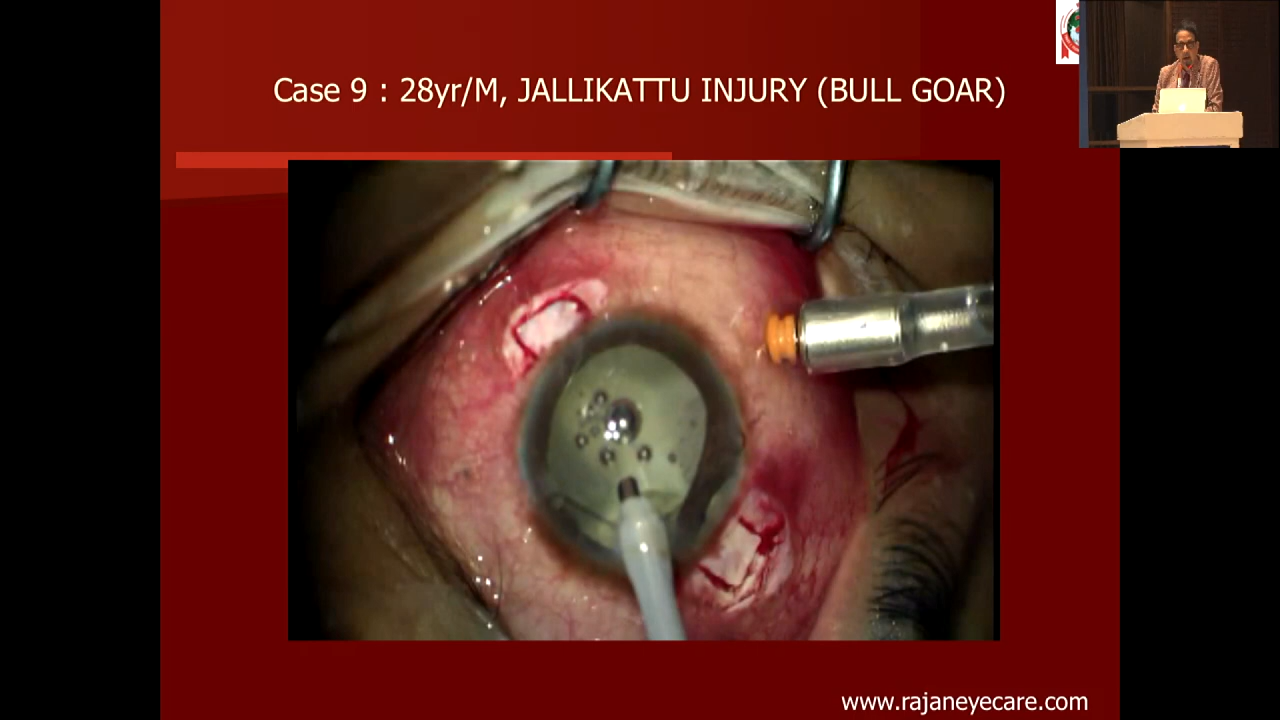 Case 9 : 28yr/M, JALLIKATTU INJURY (BULL GOAR)
www.rajaneyecare.com